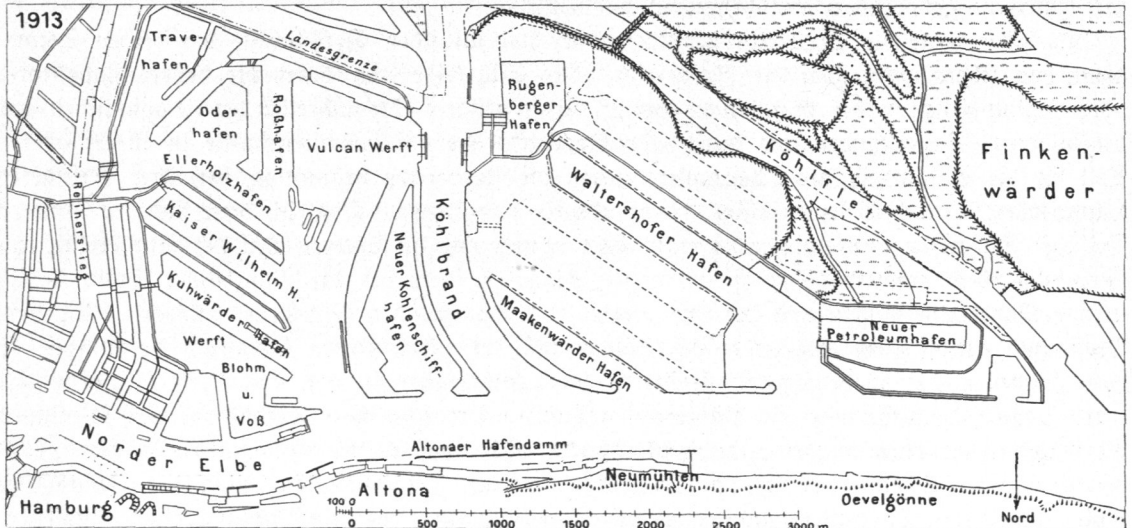 1913
Trave-
hafen
Landesgrenze
Oder-
hafen
Roßhafen
Rugen-
berger
Hafen
Vulcan Werft
Ellerholzhafen
Reiherstieg
Kaiser Wilhelm H.
Kuhwärder
Hafen
Werft
Blohm
u.
Voß
Neuer Kohlenschiff-
hafen
Köhlbrand
Waltershofer
Hafen
Maakenwärder Hafen
Köhlfleet
Finken-
wärder
Neuer
Petroleumhafen
Norder Elbe
Altonaer Hafendamm
Hamburg
Altona
Neumühlen
Oevelgönne
Nord
100 0 500 1000 1500 2000 2500 3000 m